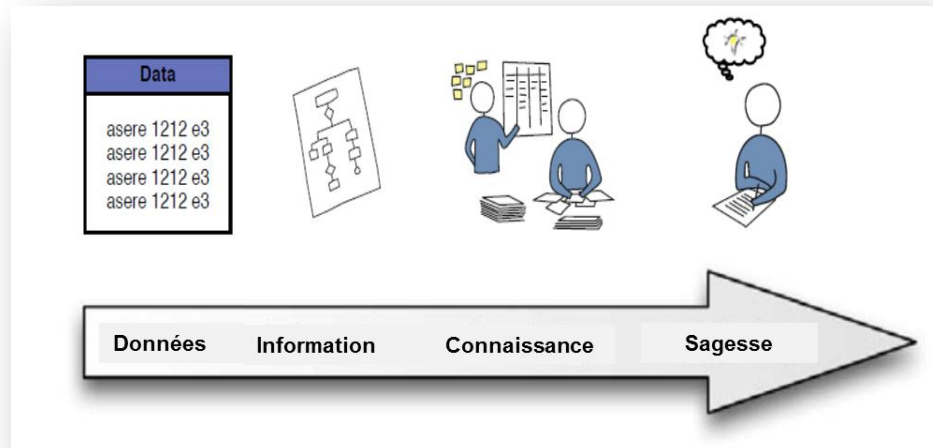 Data
asere 1212 e3
asere 1212 e3
asere 1212 e3
asere 1212 e3
Données
Information
Connaissance
Sagesse